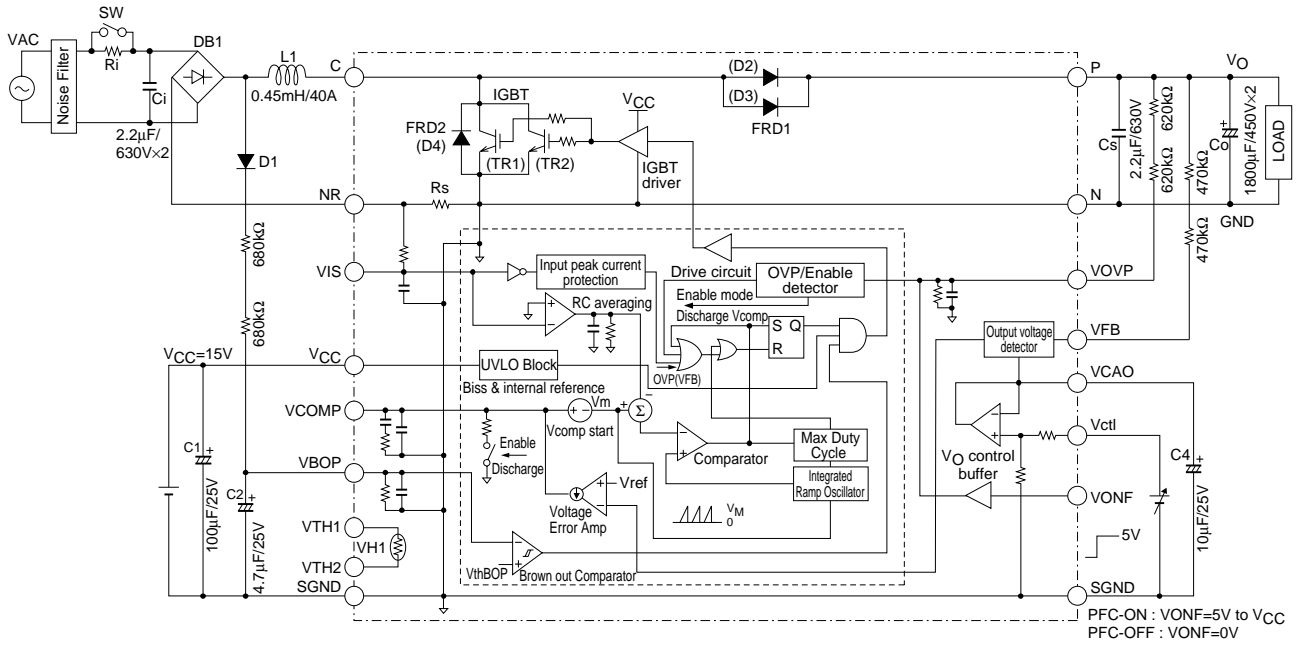 SW
VAC
Noise Filter
Ri
Ci
2.2μF/
630V×2
DB1
L1
0.45mH/40A
D1
680kΩ
680kΩ
C
NR
Rs
VIS
VCC=15V
VCC
VCOMP
VBOP
VTH1
VH1
VTH2
SGND
C1
+
100μF/25V
C2
+
4.7μF/25V
IGBT
FRD2
(D4)
(TR1)
(TR2)
VCC
IGBT
driver
(D2)
(D3)
FRD1
Input peak current
protection
RC averaging
+
−
Drive circuit
OVP/Enable
detector
Enable mode
Discharge Vcomp
S Q
R
OVP(VFB)
UVLO Block
Biss & internal reference
+ −
Vm
Vcomp start
+
−
Σ
Enable
Discharge
−
+
Comparator
Max Duty
Cycle
Integrated
Ramp Oscillator
VM
0
Vref
+
−
Voltage
Error Amp
−
+
VthBOP
Brown out Comparator
P
N
VOVP
VFB
VCAO
Vctl
VONF
SGND
Output voltage
detector
−
+
VO control
buffer
Cs
2.2μF/630V
620kΩ
620kΩ
470kΩ
470kΩ
VO
+
Co
1800μF/450V×2
LOAD
GND
C4
+
10μF/25V
5V
PFC-ON : VONF=5V to VCC
PFC-OFF : VONF=0V